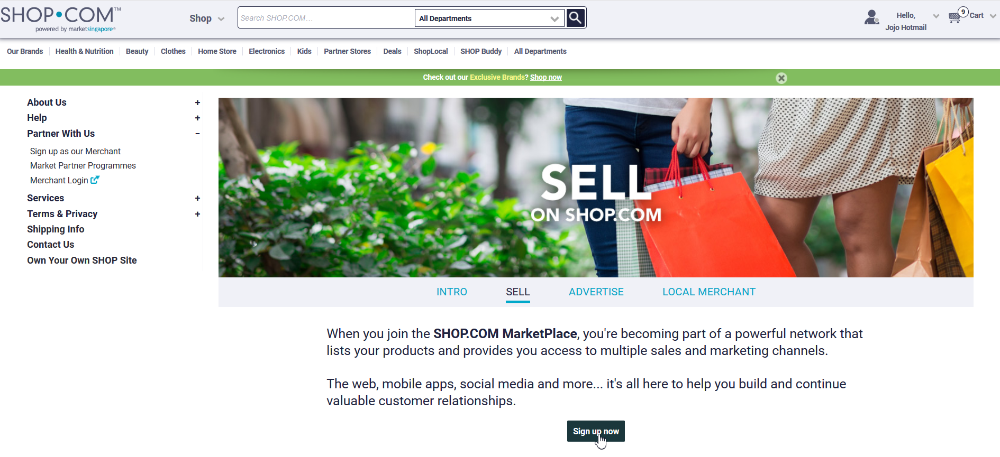 SHOP•COM™
powered by marketsingapore®
Shop
Search SHOP.COM...
All Departments
Hello,
Jojo Hotmail
9
Cart
Our Brands
Health & Nutrition
Beauty
Clothes
Home Store
Electronics
Kids
Partner Stores
Deals
ShopLocal
SHOP Buddy
All Departments
Check out our Exclusive Brands? Shop now
About Us +
Help +
Partner With Us –
Sign up as our Merchant
Market Partner Programmes
Merchant Login
Services +
Terms & Privacy +
Shipping Info
Contact Us
Own Your Own SHOP Site
SELL
ON SHOP.COM
INTRO
SELL
ADVERTISE
LOCAL MERCHANT
When you join the SHOP.COM MarketPlace, you're becoming part of a powerful network that
lists your products and provides you access to multiple sales and marketing channels.
The web, mobile apps, social media and more... it's all here to help you build and continue
valuable customer relationships.
Sign up now